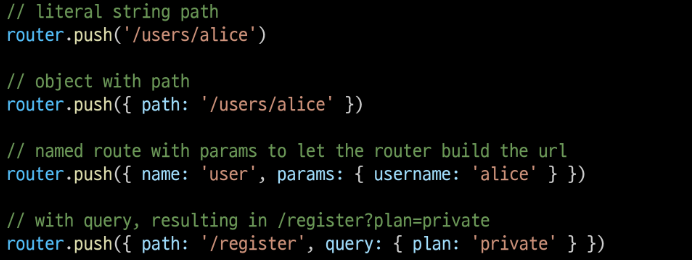 // literal string path
router.push('/users/alice')
// object with path
router.push({ path: '/users/alice' })
// named route with params to let the router build the url
router.push({ name: 'user', params: { username: 'alice' } })
// with query, resulting in /register?plan=private
router.push({ path: '/register', query: { plan: 'private' } })